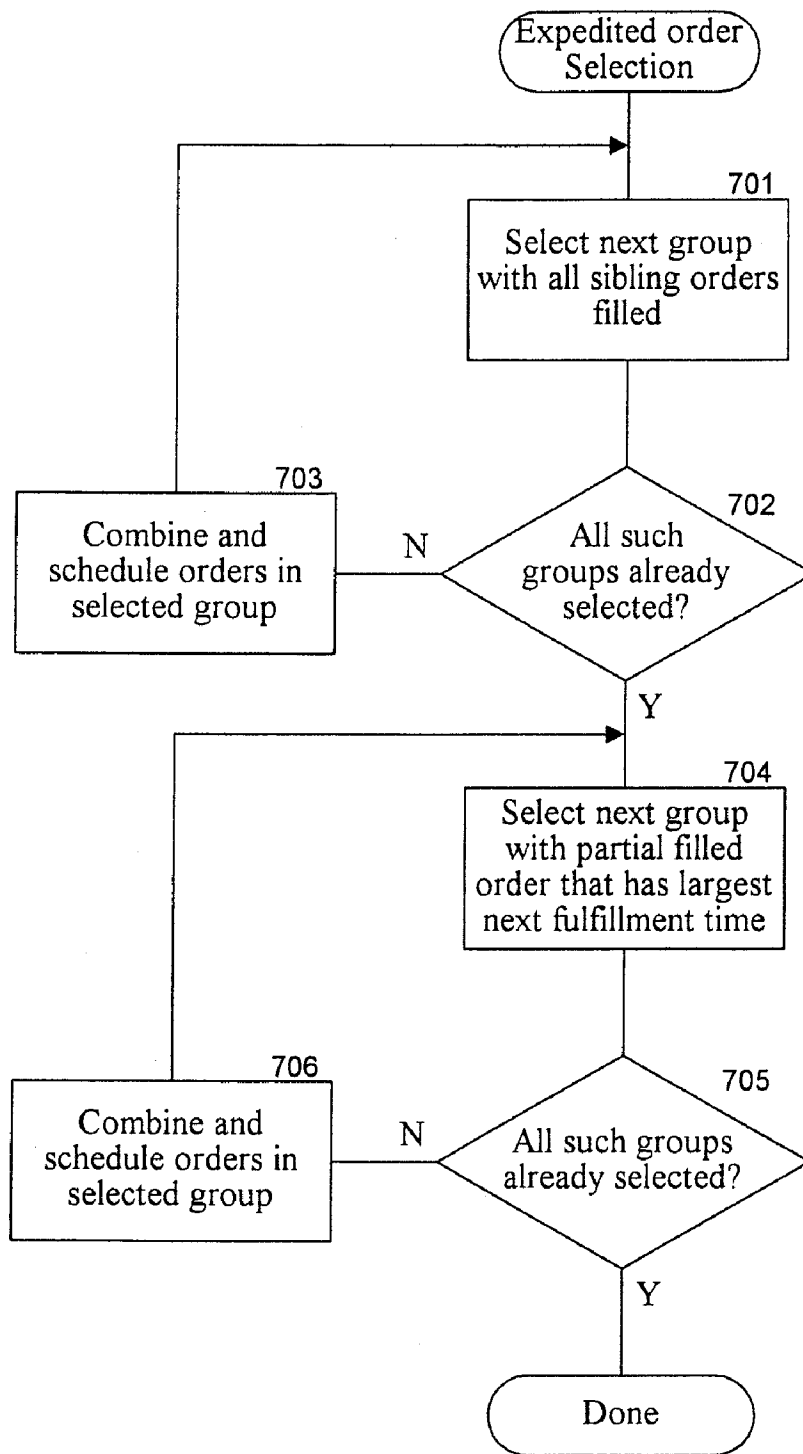 Expedited order
Selection
701
Select next group
with all sibling orders
filled
703
Combine and
schedule orders in
selected group
N
702
All such
groups already
selected?
Y
704
Select next group
with partial filled
order that has largest
next fulfillment time
706
Combine and
schedule orders in
selected group
N
705
All such groups
already selected?
Y
Done